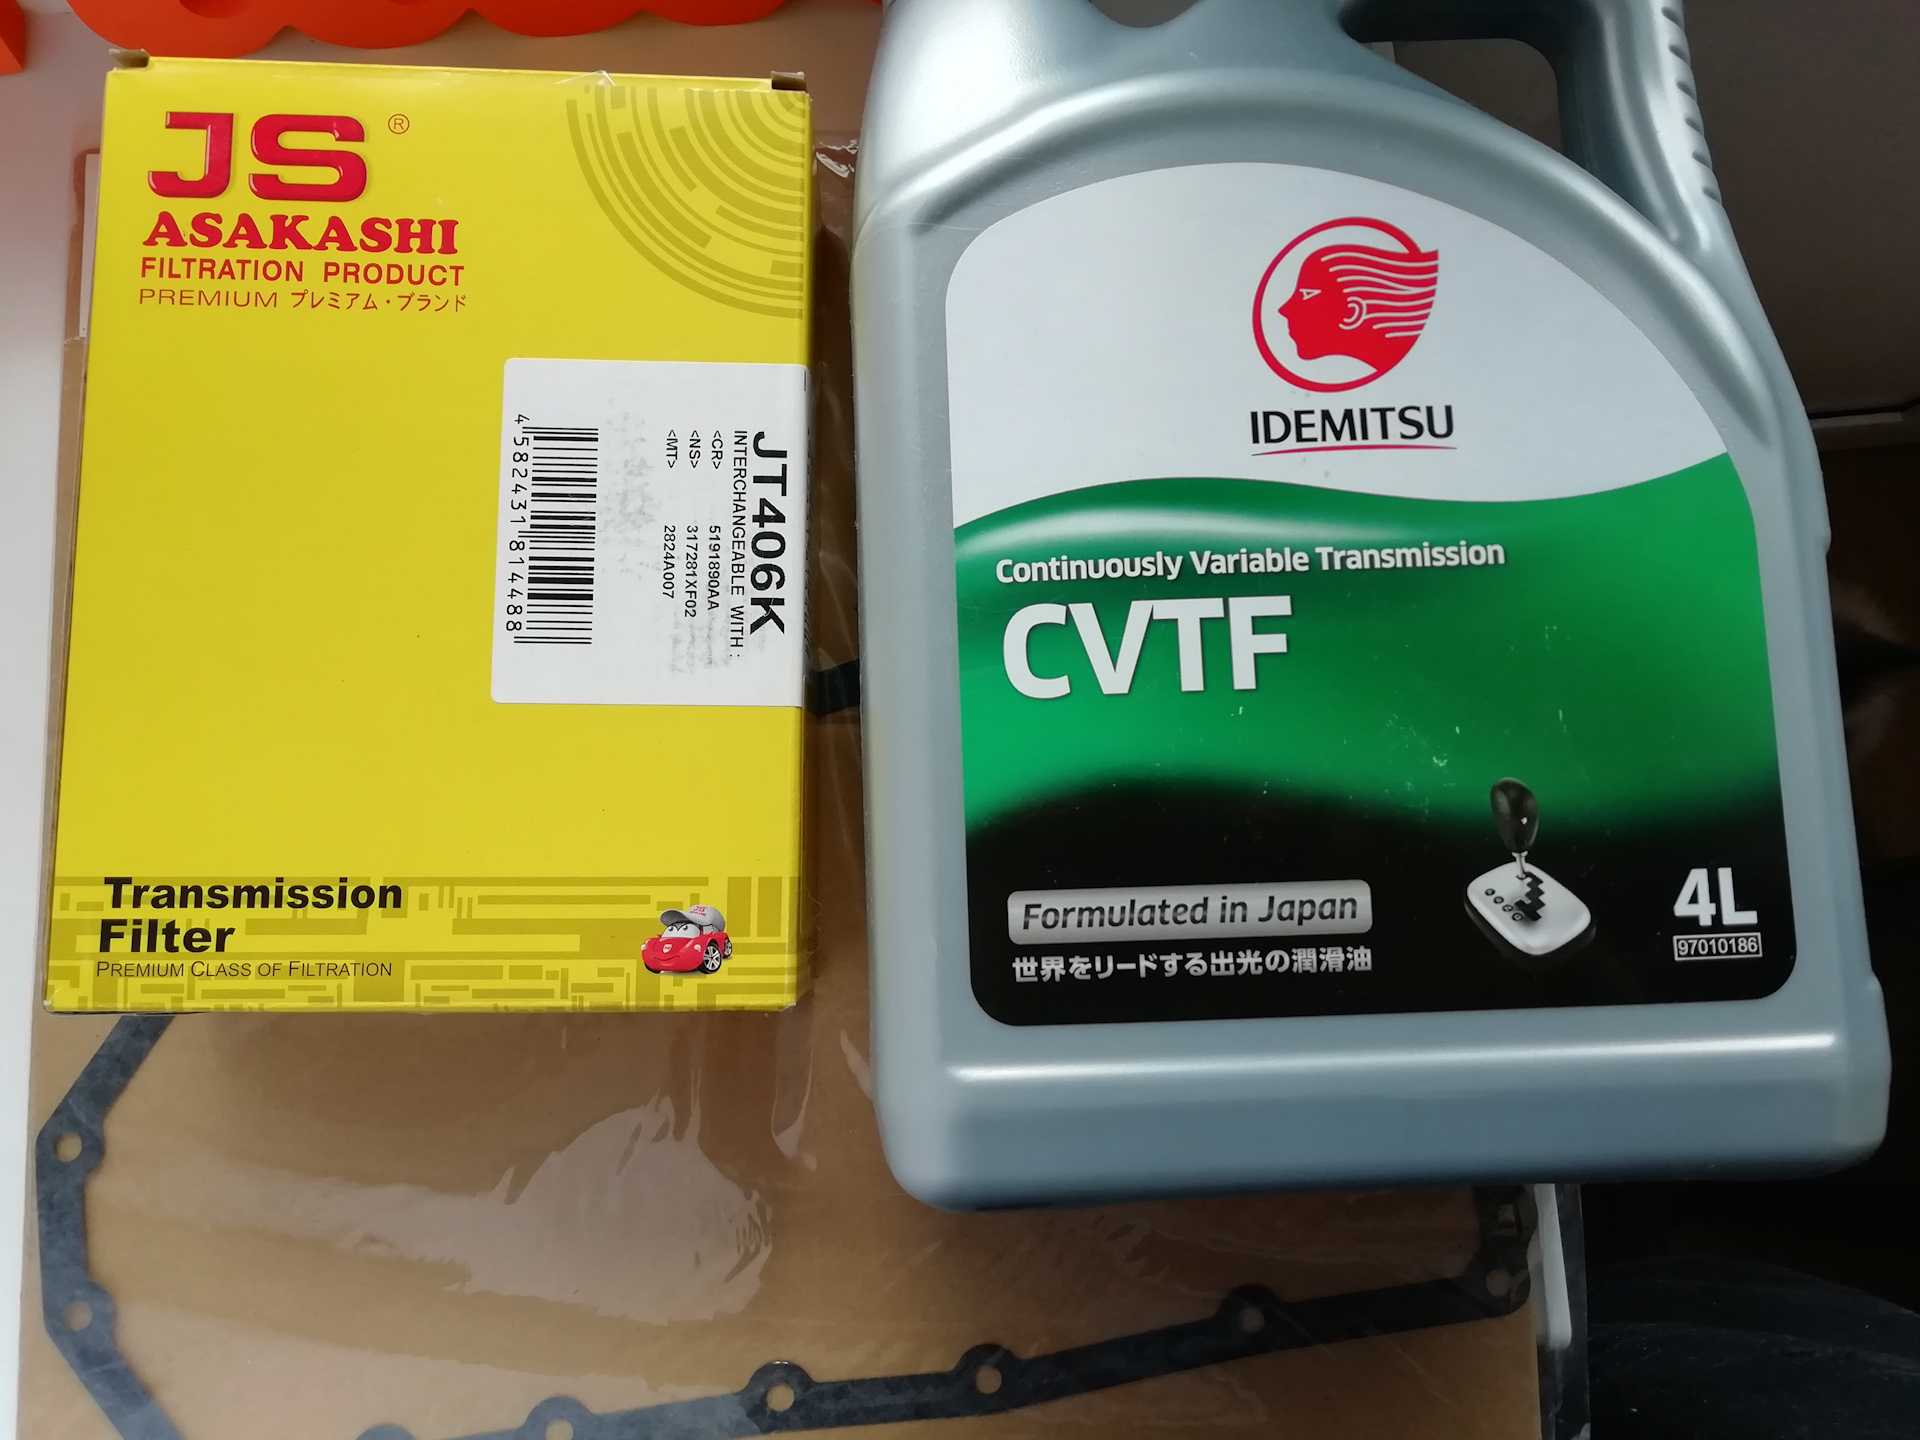 JS ®
ASAKASHI
FILTRATION PRODUCT
PREMIUM プレミアム・ブランド
JT406K
INTERCHANGEABLE WITH :
<CR> 5191890AA
<NS> 317281XF02
<MT> 2824A007
4 582431 814488
Transmission
Filter
PREMIUM CLASS OF FILTRATION
IDEMITSU
Continuously Variable Transmission
CVTF
Formulated in Japan
世界をリードする出光の潤滑油
4L
97010186